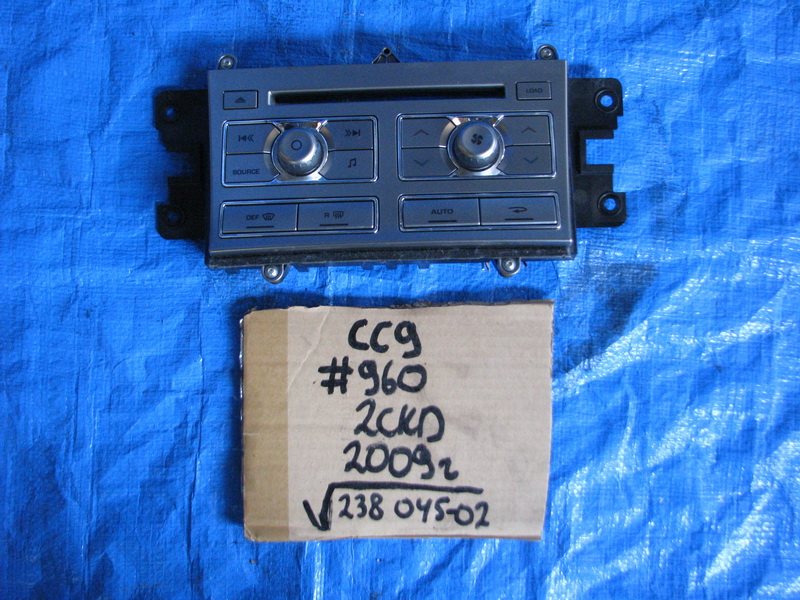 LOAD
SOURCE
DEF R AUTO
CC9
#960
2CKD
2009г
√238 045-02